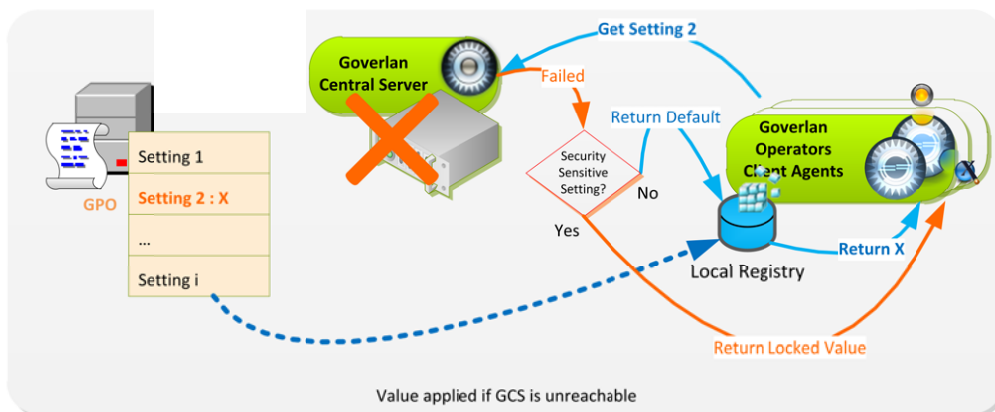 Get Setting 2
Goverlan
Central Server
Failed
Return Default
Goverlan
Operators
Client Agents
Setting 1
Security
Sensitive
Setting?
GPO
Setting 2 : X
No
Yes
...
Return X
Setting i
Local Registry
Return Locked Value
Value applied if GCS is unreachable